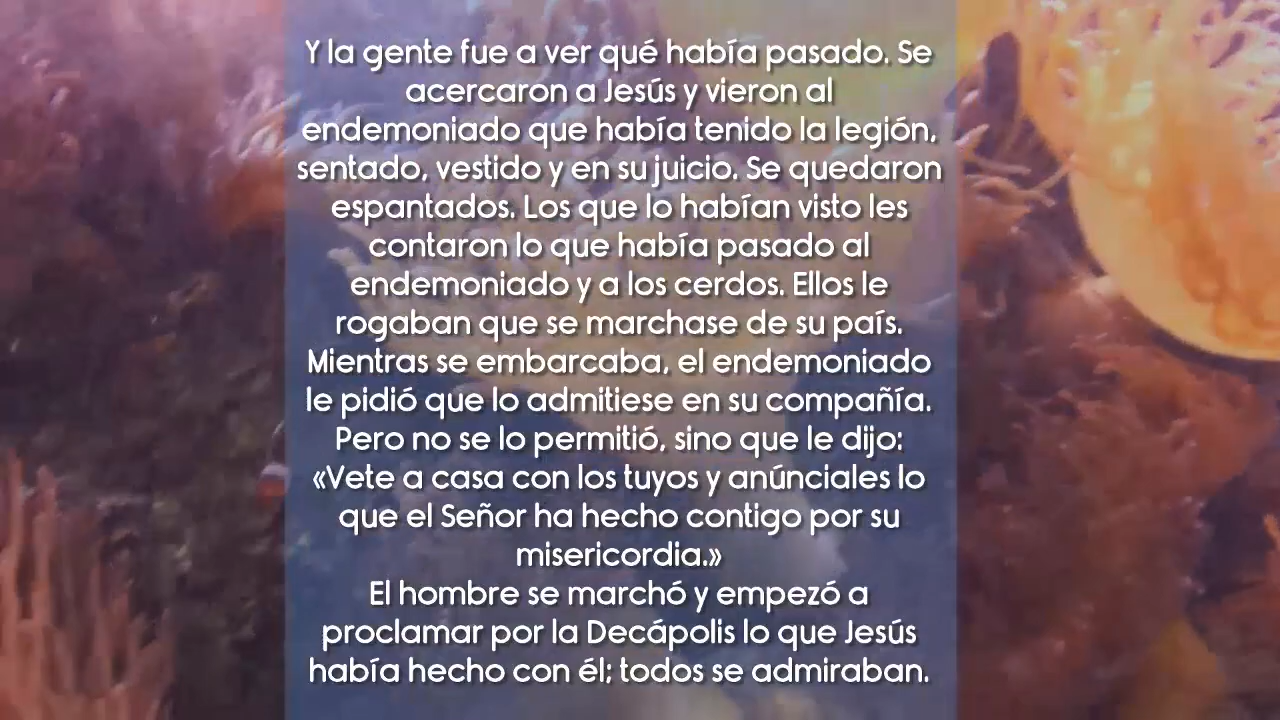 Y la gente fue a ver qué había pasado. Se
acercaron a Jesús y vieron al
endemoniado que había tenido la legión,
sentado, vestido y en su juicio. Se quedaron
espantados. Los que lo habían visto les
contaron lo que había pasado al
endemoniado y a los cerdos. Ellos le
rogaban que se marchase de su país.
Mientras se embarcaba, el endemoniado
le pidió que lo admitiese en su compañía.
Pero no se lo permitió, sino que le dijo:
«Vete a casa con los tuyos y anúnciales lo
que el Señor ha hecho contigo por su
misericordia.»
El hombre se marchó y empezó a
proclamar por la Decápolis lo que Jesús
había hecho con él; todos se admiraban.